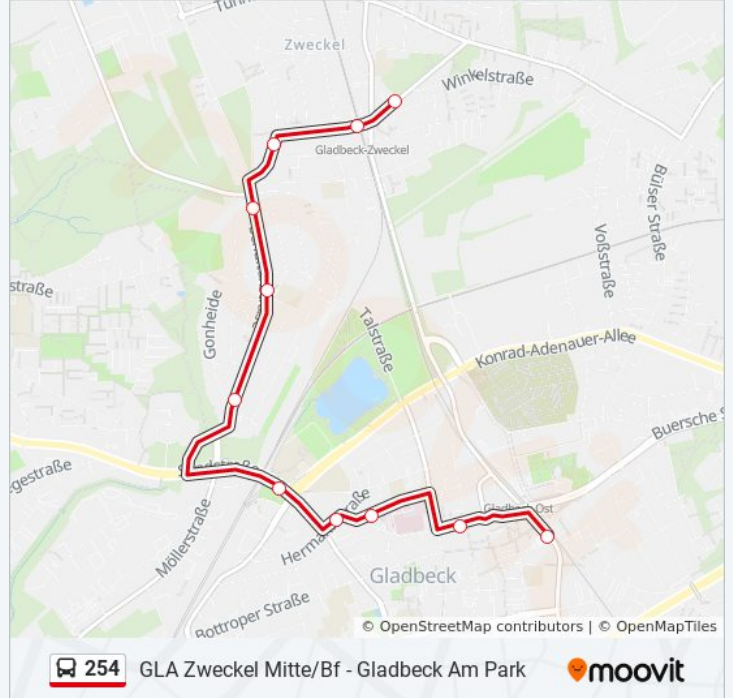 Zweckel
Winkelstraße
Gladbeck-Zweckel
Bülser Straße
Voßstraße
straße
Gonheide
Talstraße
Konrad-Adenauer-Allee
Buersche S
egestraße
Gladbeck-Ost
Möllerstraße
Gladbeck
Bottroper Straße
© OpenStreetMap contributors | © OpenMapTiles
254 GLA Zweckel Mitte/Bf - Gladbeck Am Park moovit